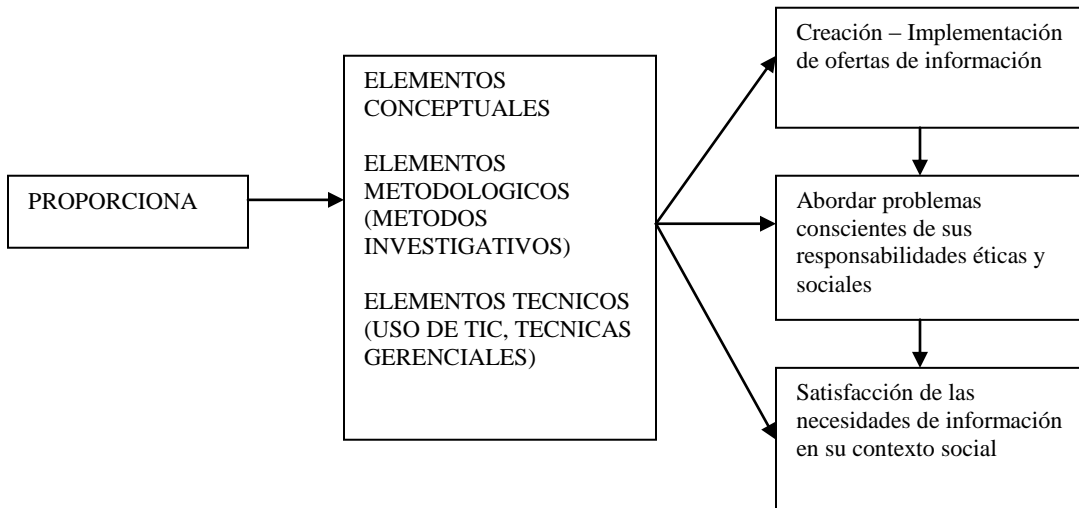 PROPORCIONA
ELEMENTOS
CONCEPTUALES
ELEMENTOS
METODOLOGICOS
(METODOS
INVESTIGATIVOS)
ELEMENTOS TECNICOS
(USO DE TIC, TECNICAS
GERENCIALES)
Creación – Implementación
de ofertas de información
Abordar problemas
conscientes de sus
responsabilidades éticas y
sociales
Satisfacción de las
necesidades de información
en su contexto social